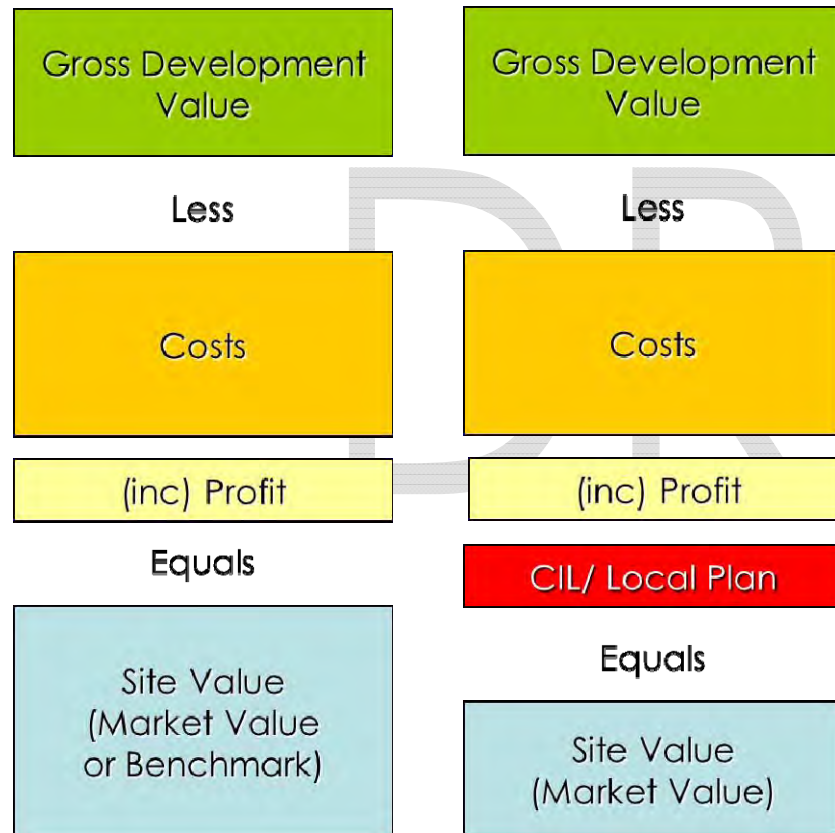 Gross Development
Value
Less
Costs
(inc) Profit
Equals
Site Value
(Market Value
or Benchmark)
Gross Development
Value
Less
Costs
(inc) Profit
CIL/ Local Plan
Equals
Site Value
(Market Value)
DR